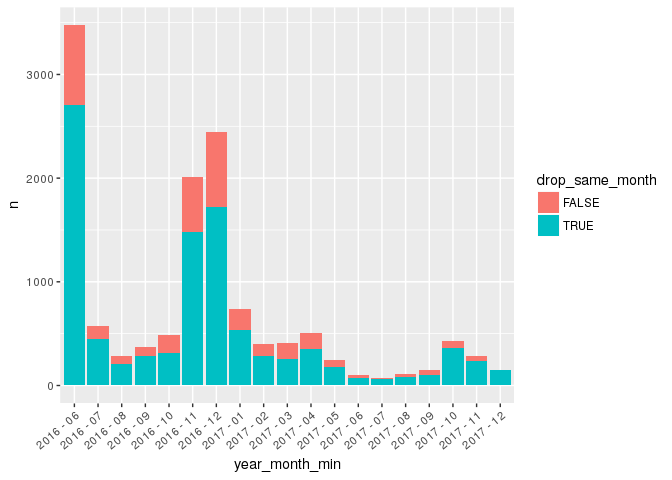 3000
2000
1000
0
n
2016 - 06
2016 - 07
2016 - 08
2016 - 09
2016 - 10
2016 - 11
2016 - 12
2017 - 01
2017 - 02
2017 - 03
2017 - 04
2017 - 05
2017 - 06
2017 - 07
2017 - 08
2017 - 09
2017 - 10
2017 - 11
2017 - 12
year_month_min
drop_same_month
FALSE
TRUE